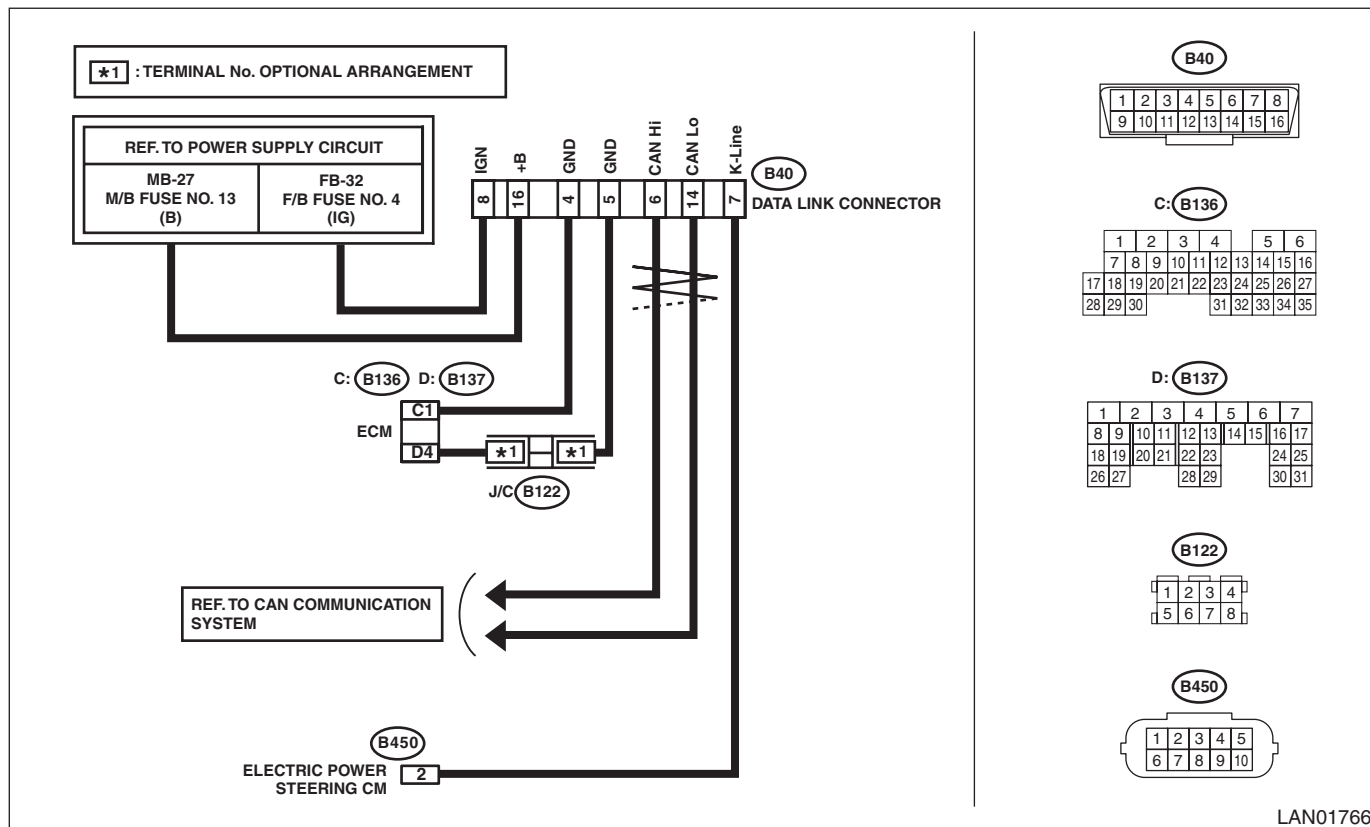 *1 : TERMINAL No. OPTIONAL ARRANGEMENT
REF. TO POWER SUPPLY CIRCUIT
MB-27
M/B FUSE NO. 13
(B)
FB-32
F/B FUSE NO. 4
(IG)
IGN
+B
GND
GND
CAN Hi
CAN Lo
K-Line
8 16 4 5 6 14 7
B40
DATA LINK CONNECTOR
C: B136 D: B137
ECM
C1
D4
*1 *1
J/C B122
REF. TO CAN COMMUNICATION
SYSTEM
B450
ELECTRIC POWER
STEERING CM
2
B40
1 2 3 4 5 6 7 8
9 10 11 12 13 14 15 16
C: B136
1 2 3 4 5 6
7 8 9 10 11 12 13 14 15 16
17 18 19 20 21 22 23 24 25 26 27
28 29 30 31 32 33 34 35
D: B137
1 2 3 4 5 6 7
8 9 10 11 12 13 14 15 16 17
18 19 20 21 22 23 24 25
26 27 28 29 30 31
B122
1 2 3 4
5 6 7 8
B450
1 2 3 4 5
6 7 8 9 10
LAN01766